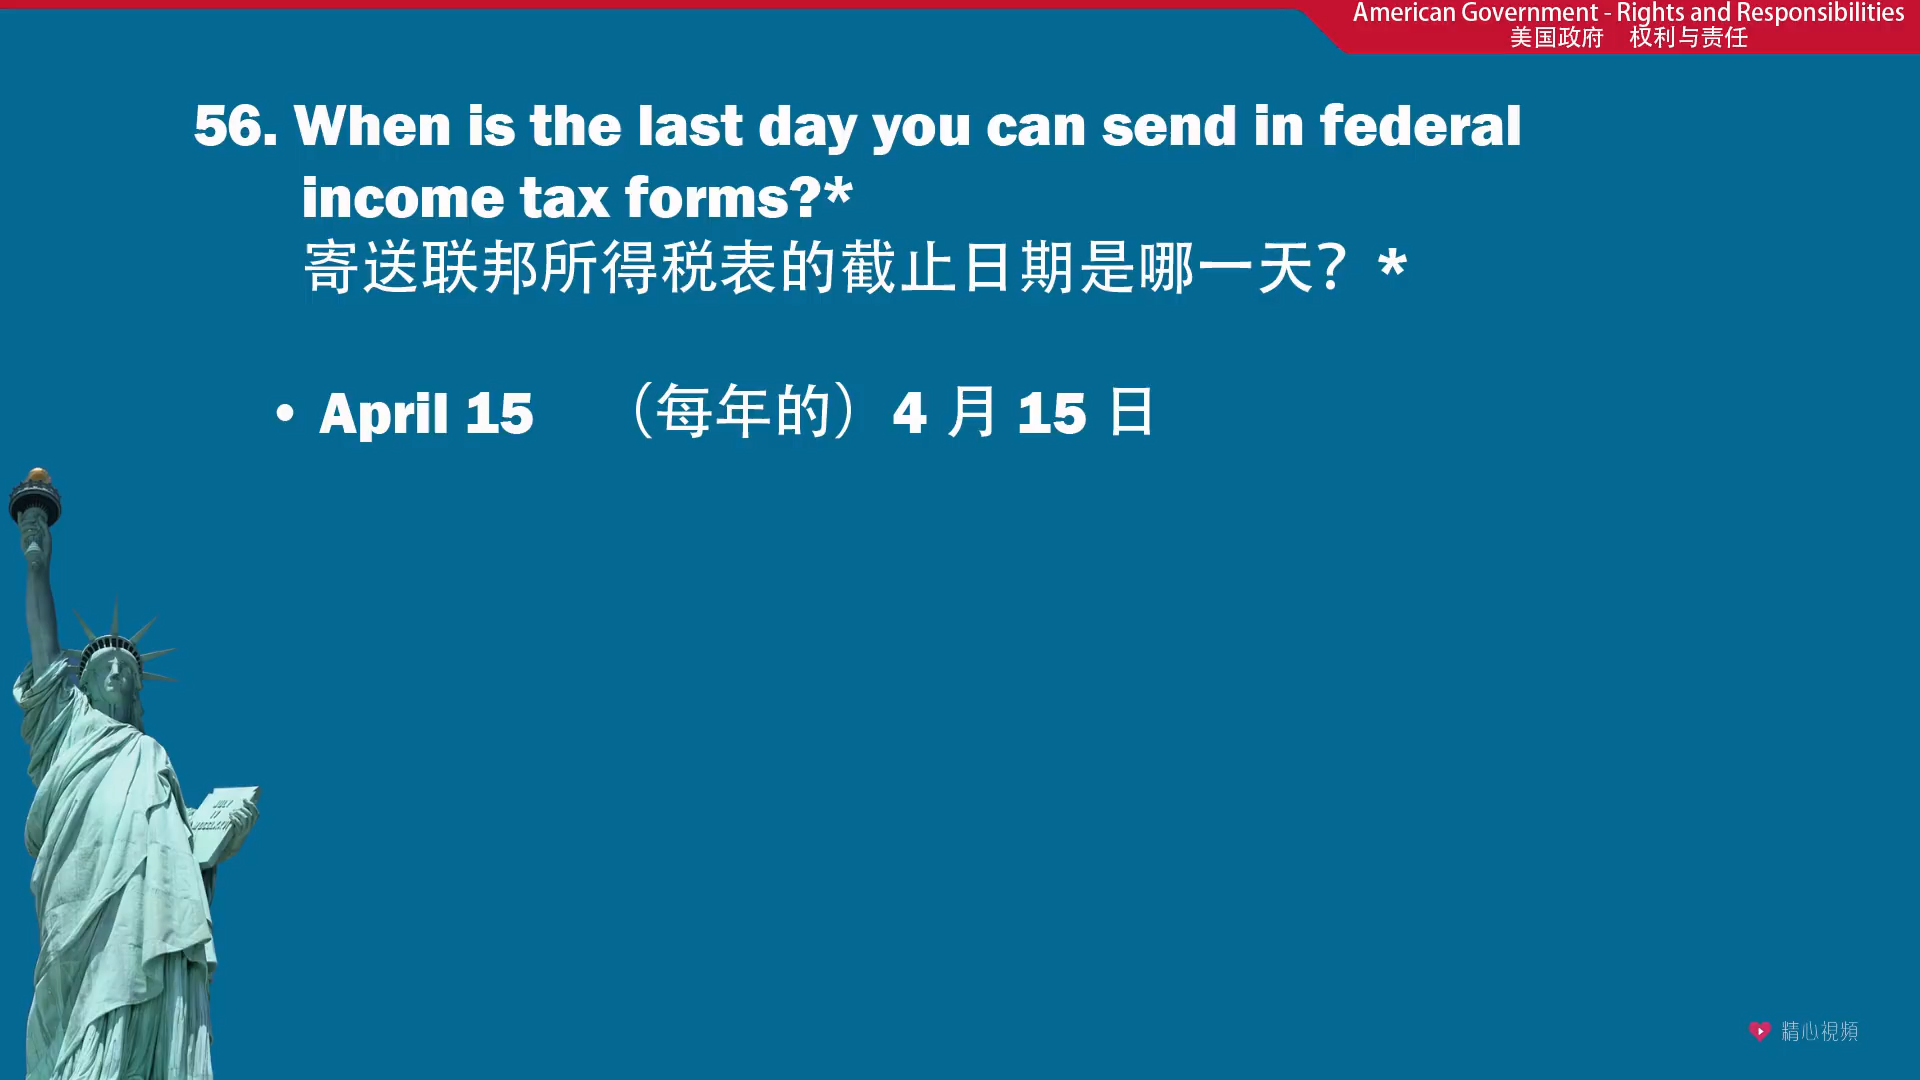 American Government - Rights and Responsibilities
美国政府 权利与责任
56. When is the last day you can send in federal
income tax forms?*
寄送联邦所得税表的截止日期是哪一天？*
• April 15 （每年的）4 月 15 日
JULY
IV
精心視頻